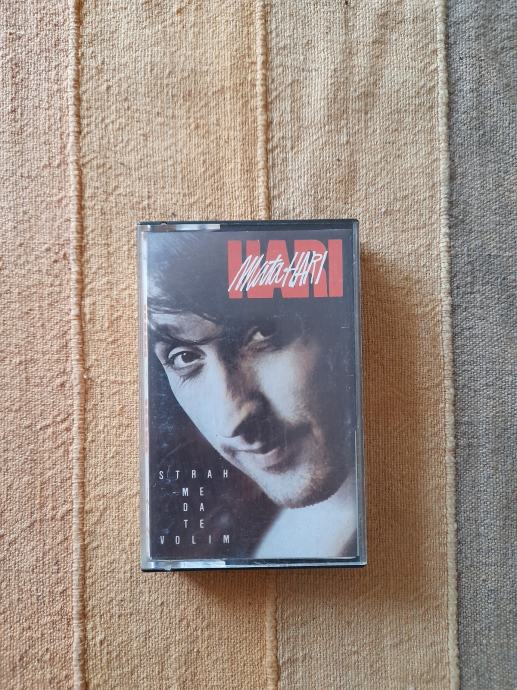 HARI
Mata HARI
STRAH
ME
DA
TE
VOLIM